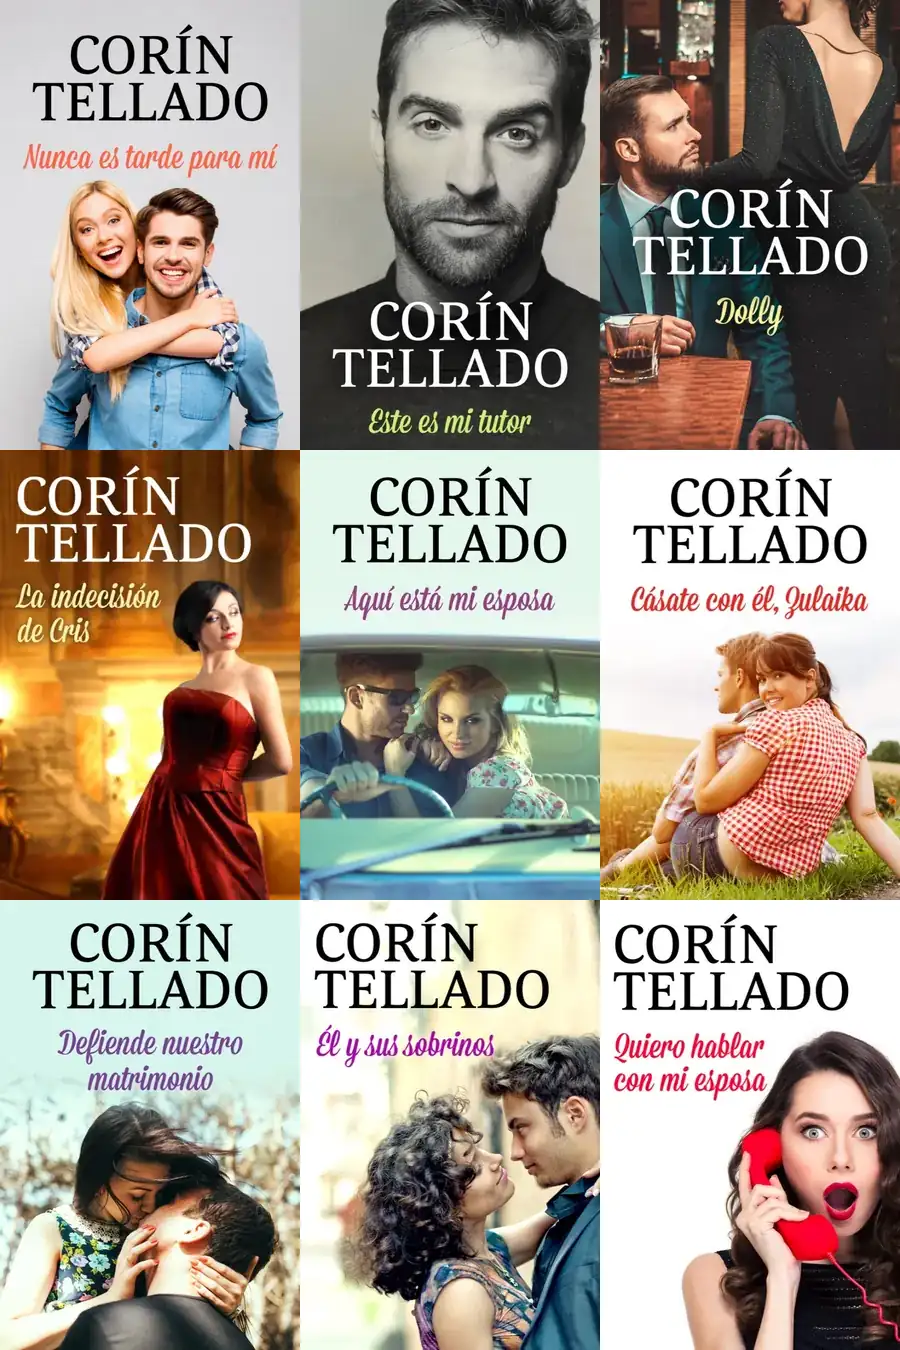 CORÍN
TELLADO
Nunca es tarde para mí
CORÍN
TELLADO
Este es mi tutor
CORÍN
TELLADO
Dolly
CORÍN
TELLADO
La indecisión
de Cris
CORÍN
TELLADO
Aquí está mi esposa
CORÍN
TELLADO
Cásate con él, Zulaika
CORÍN
TELLADO
Defiende nuestro
matrimonio
CORÍN
TELLADO
Él y sus sobrinos
CORÍN
TELLADO
Quiero hablar
con mi esposa